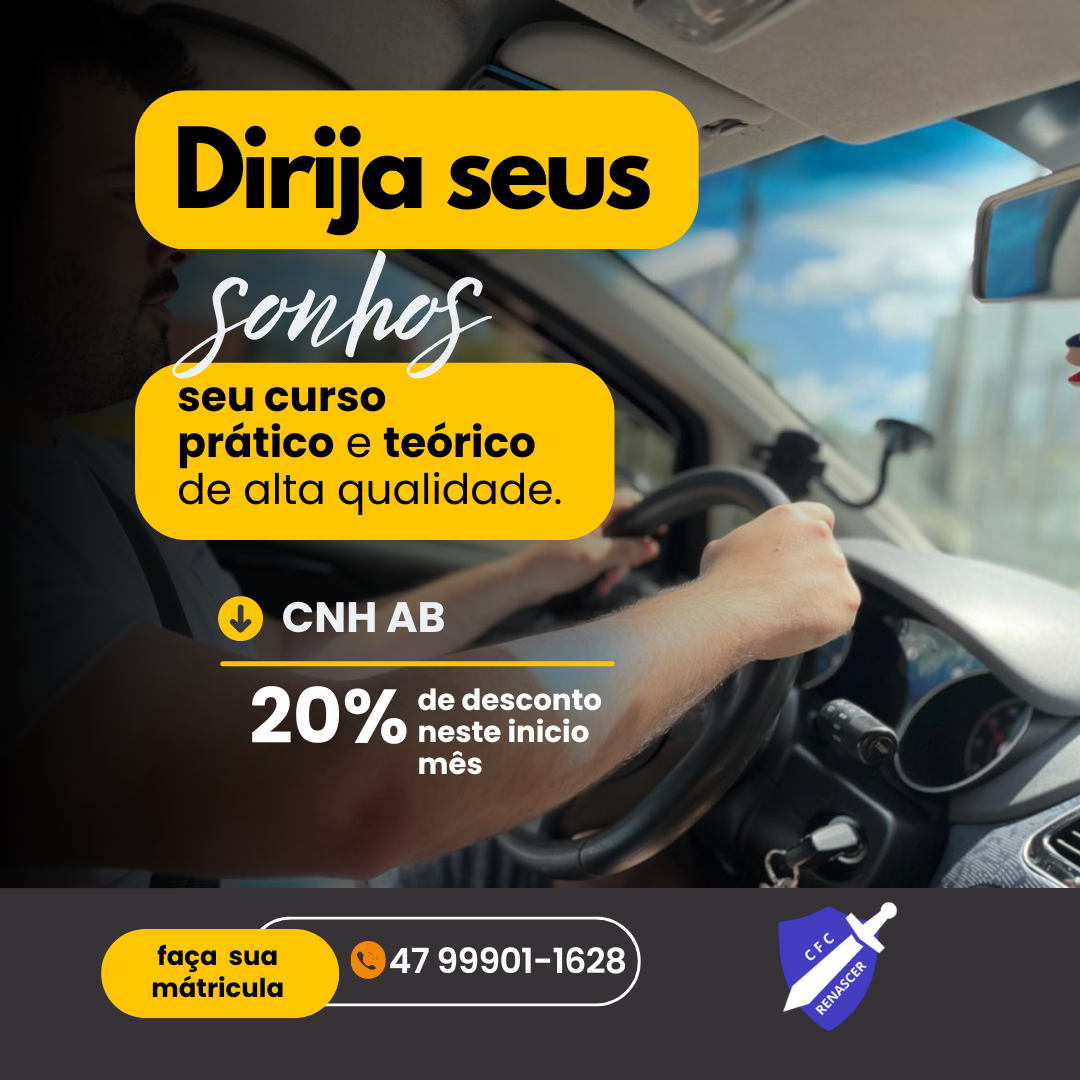 Dirija seus
sonhos
seu curso
prático e teórico
de alta qualidade.
CNH AB
20% de desconto
neste inicio
mês
faça sua
mátricula
47 99901-1628
CFC
RENASCER